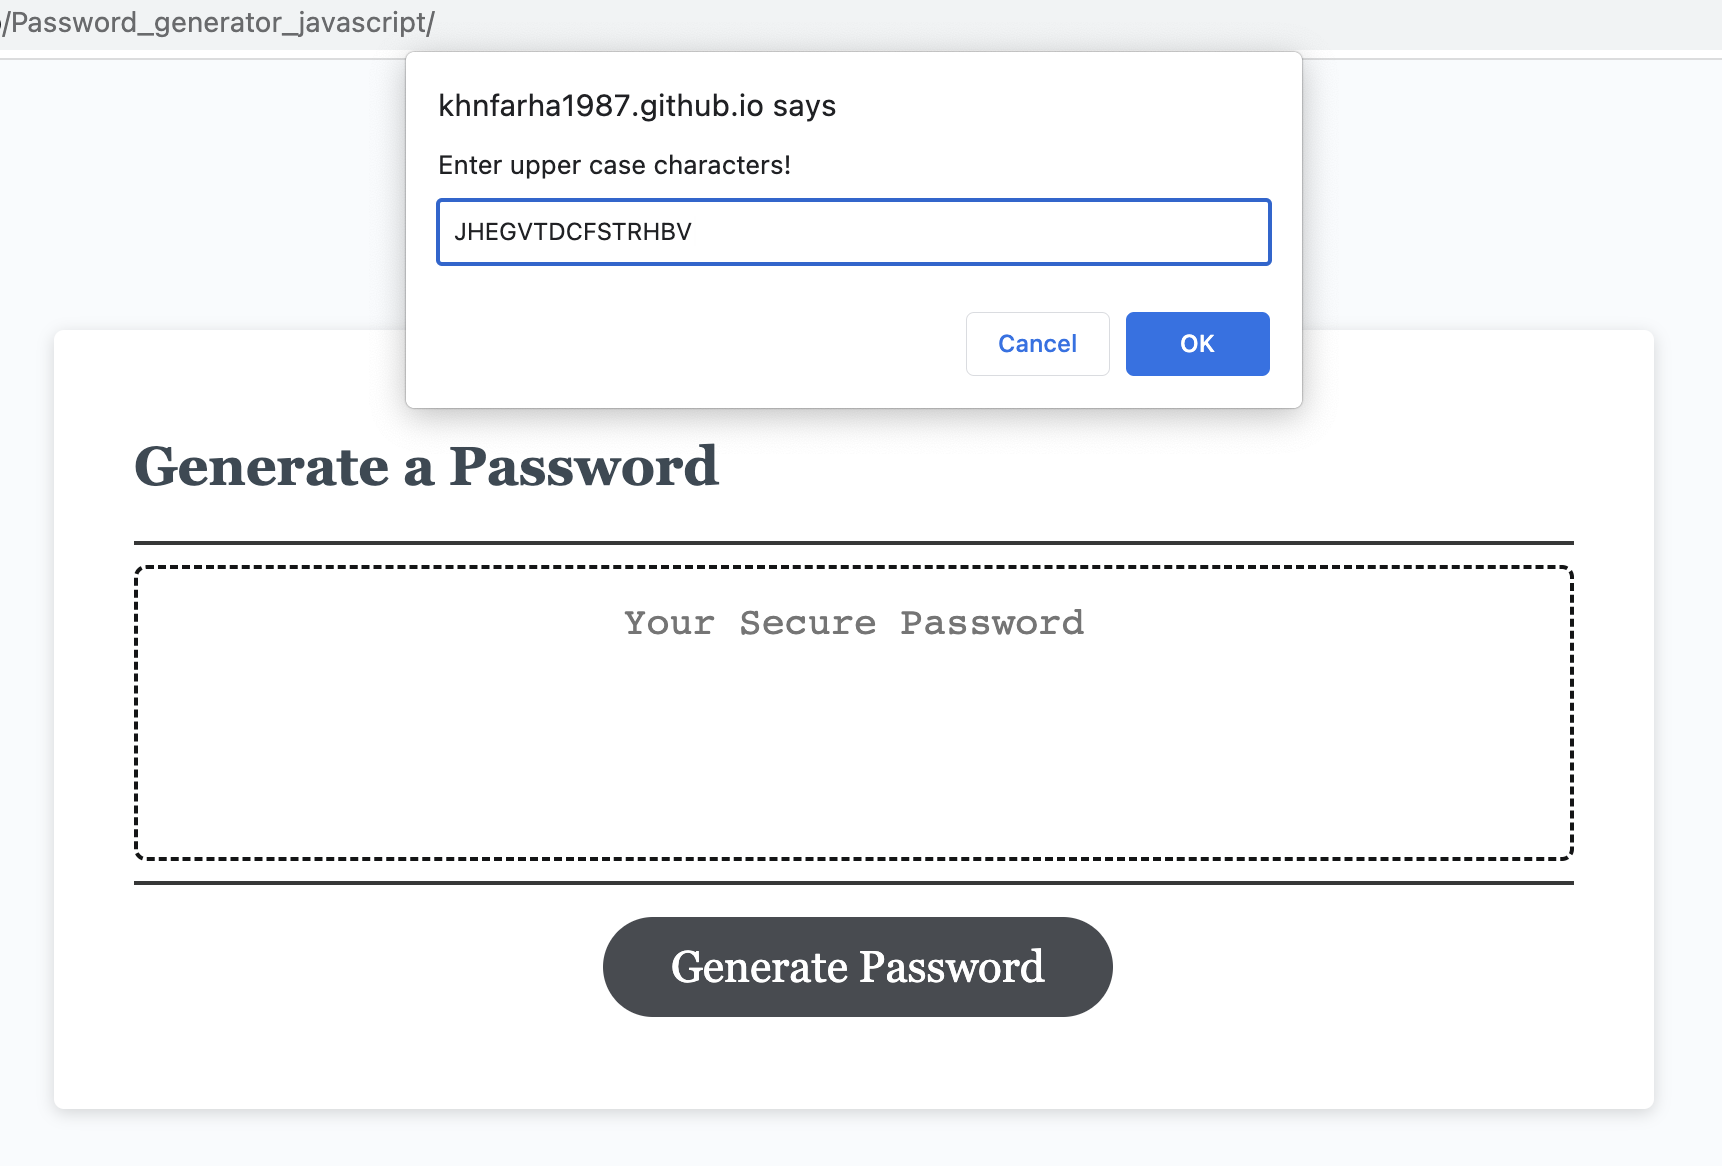 /Password_generator_javascript/
khnfarha1987.github.io says
Enter upper case characters!
JHEGVTDCFSTRHBV
Cancel
OK
Generate a Password
Your Secure Password
Generate Password